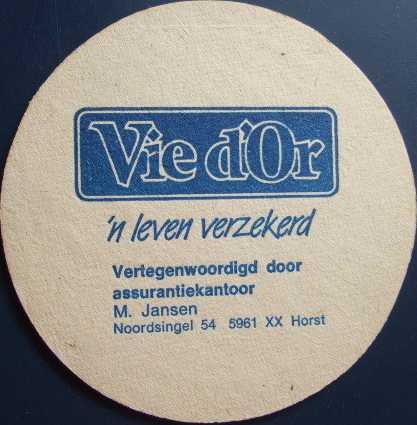 Vie d'Or
'n leven verzekerd
Vertegenwoordigd door
assurantiekantoor
M. Jansen
Noordsingel 54 5961 XX Horst